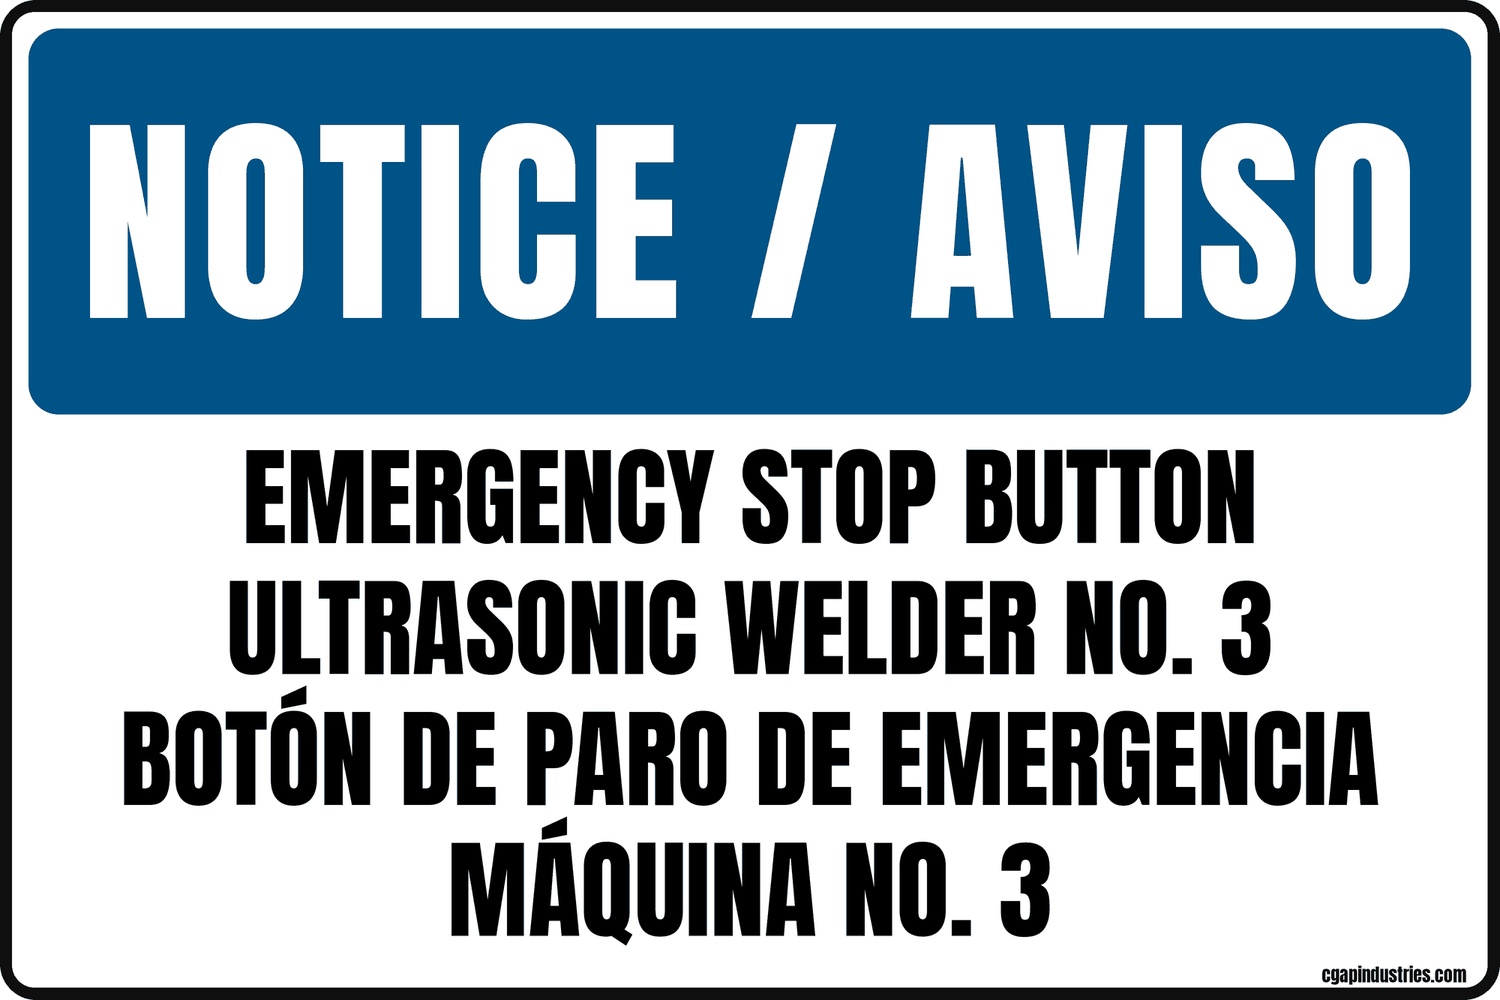 NOTICE / AVISO
EMERGENCY STOP BUTTON
ULTRASONIC WELDER NO. 3
BOTÓN DE PARO DE EMERGENCIA
MÁQUINA NO. 3
cgapindustries.com